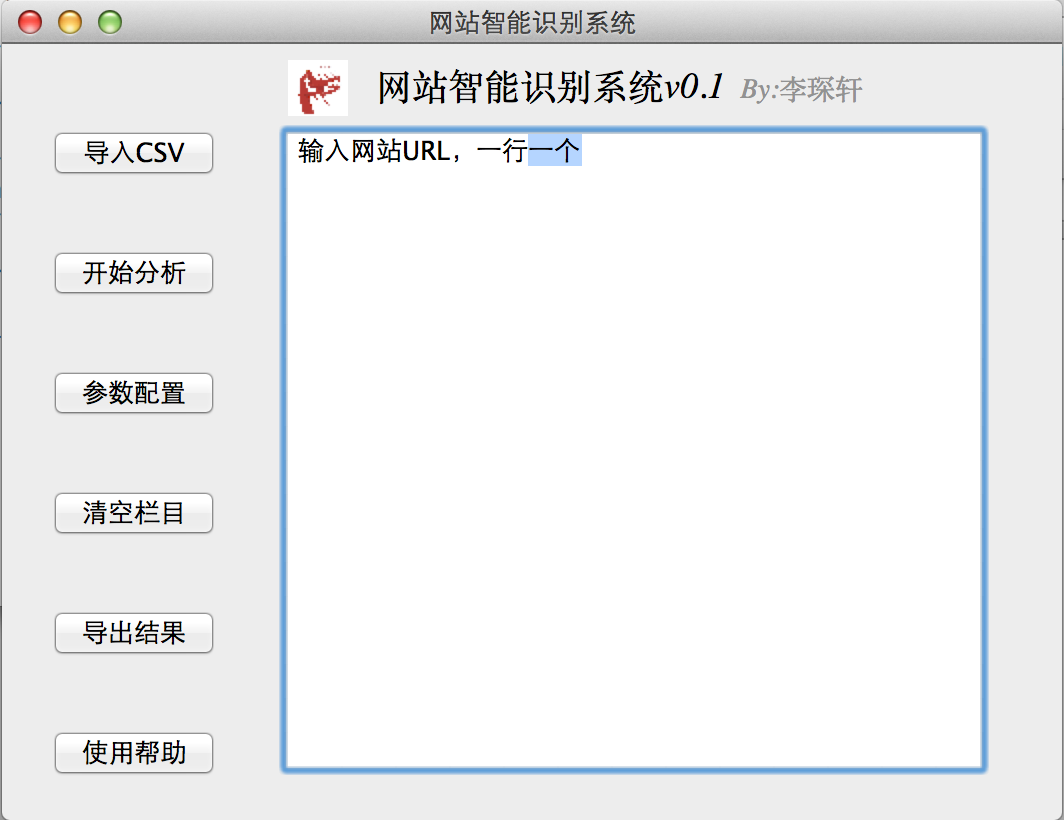 网站智能识别系统
网站智能识别系统v0.1 By:李琛轩
导入CSV
输入网站URL，一行一个
开始分析
参数配置
清空栏目
导出结果
使用帮助